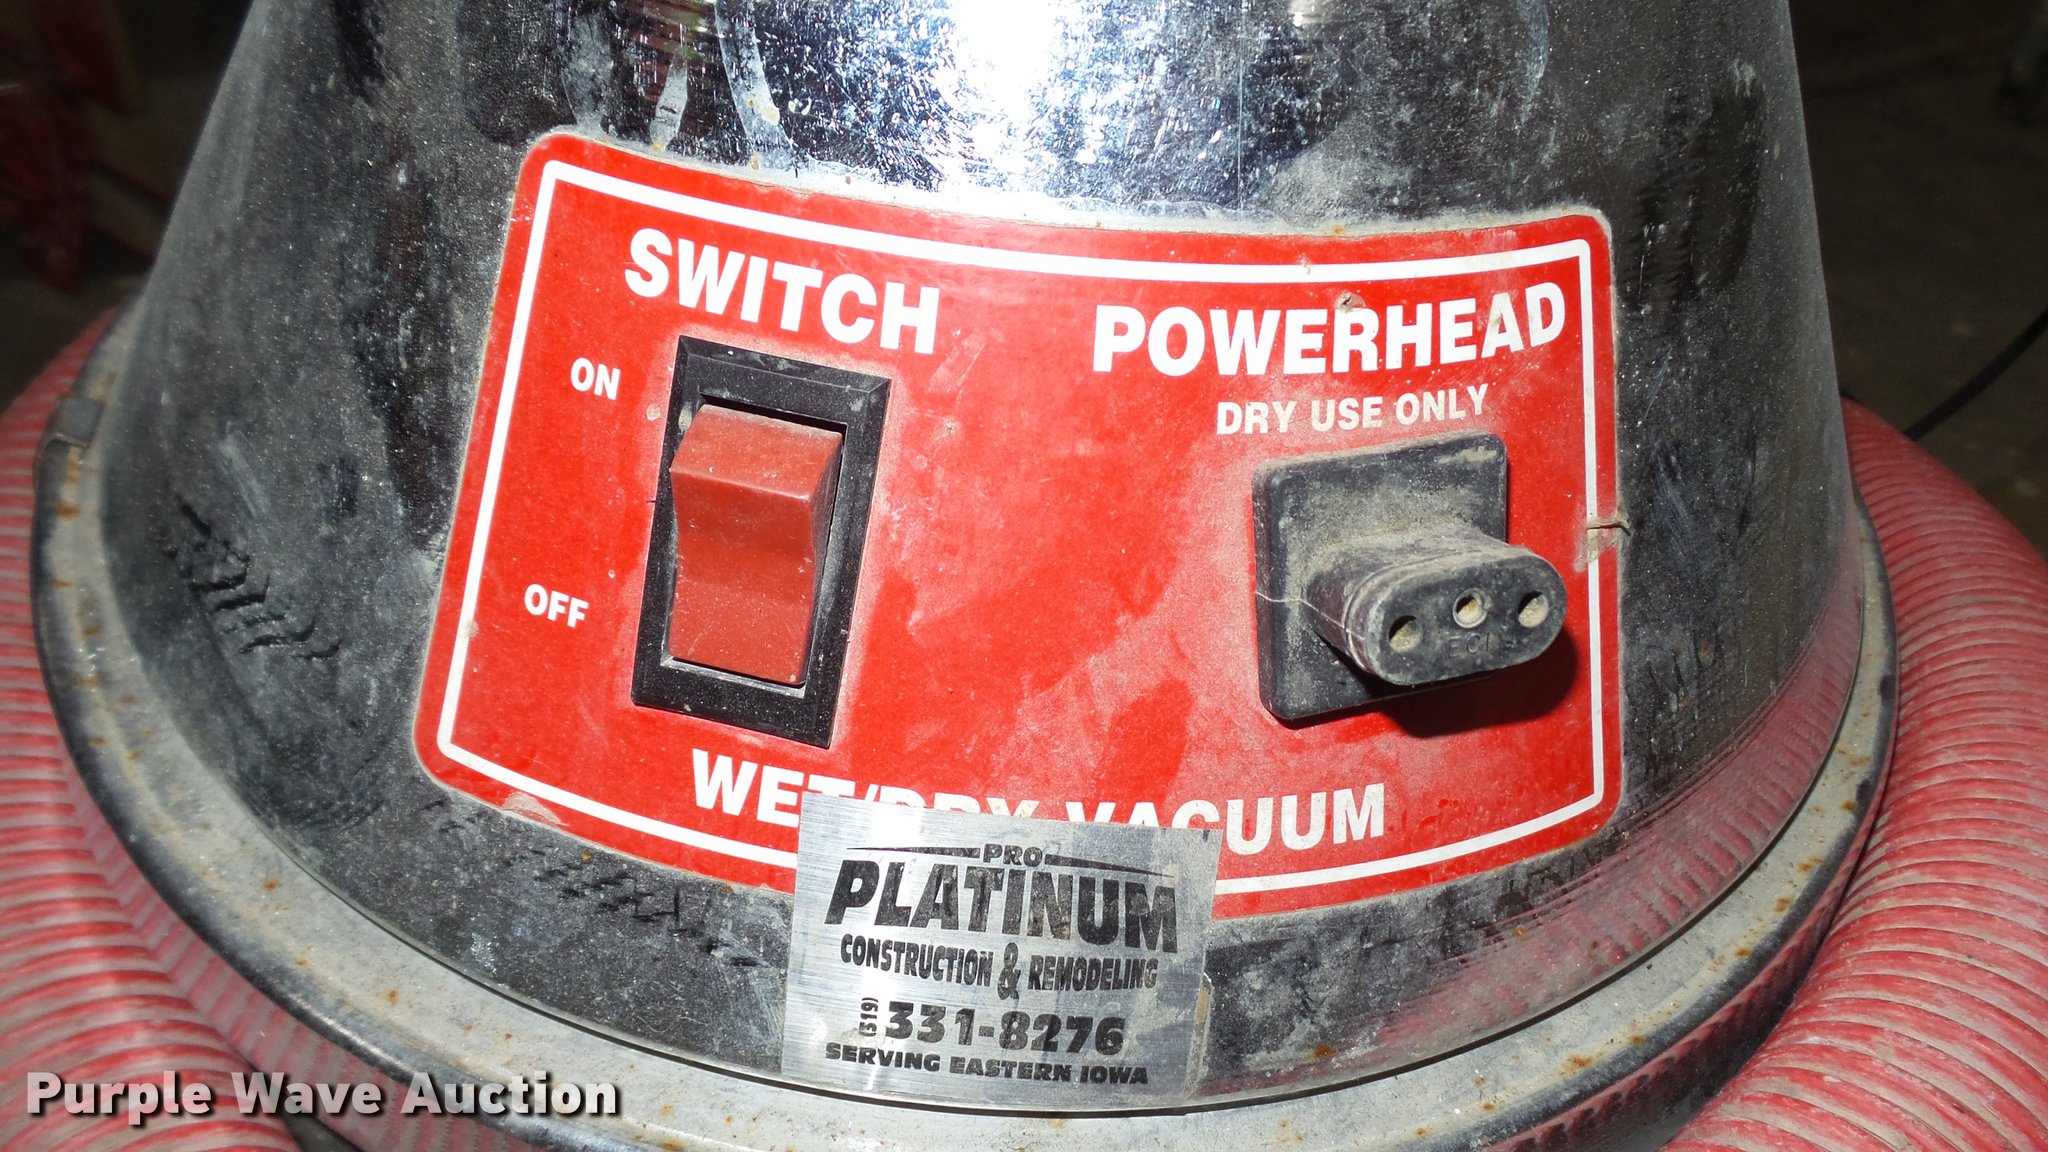 SWITCH
ON
OFF
POWERHEAD
DRY USE ONLY
WET/DRY VACUUM
PRO
PLATINUM
CONSTRUCTION & REMODELING
(319) 331-8276
SERVING EASTERN IOWA
Purple Wave Auction